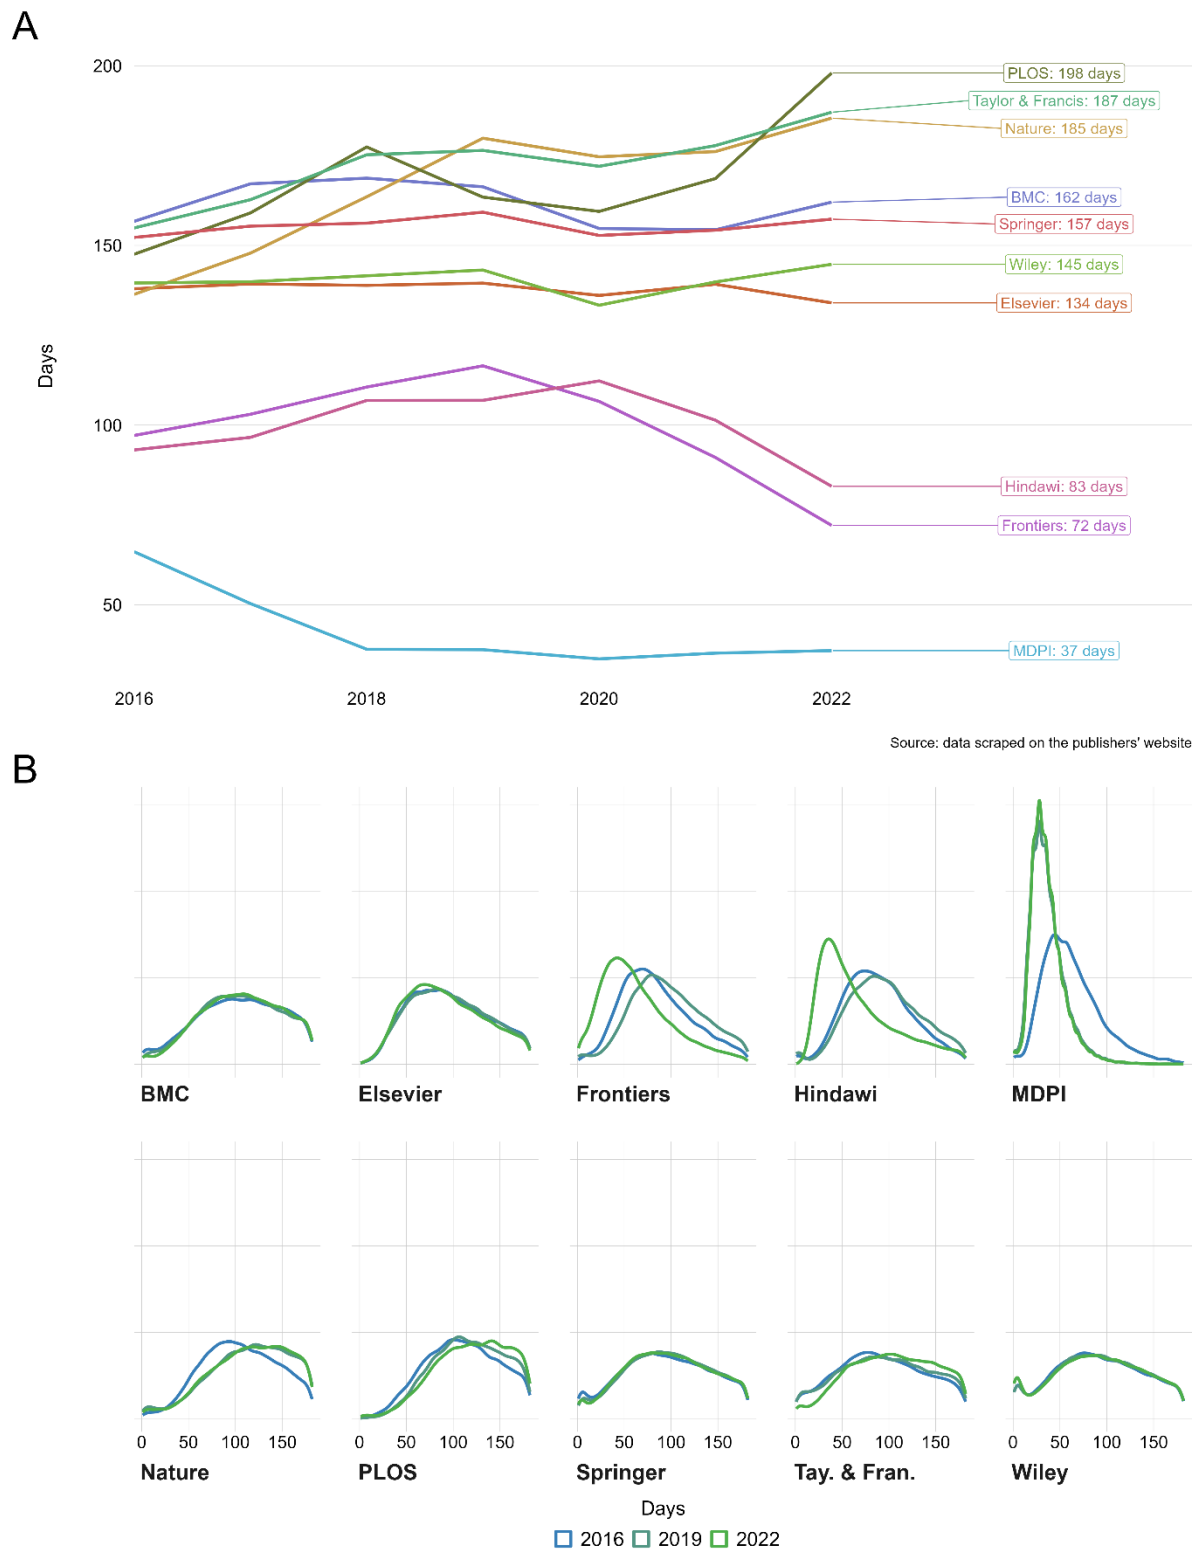 A
200
150
100
50
Days
PLOS: 198 days
Taylor & Francis: 187 days
Nature: 185 days
BMC: 162 days
Springer: 157 days
Wiley: 145 days
Elsevier: 134 days
Hindawi: 83 days
Frontiers: 72 days
MDPI: 37 days
2016 2018 2020 2022
Source: data scraped on the publishers' website
B
BMC Elsevier Frontiers Hindawi MDPI
0 50 100 150 0 50 100 150 0 50 100 150 0 50 100 150 0 50 100 150
Nature PLOS Springer Tay. & Fran. Wiley
Days
2016 2019 2022